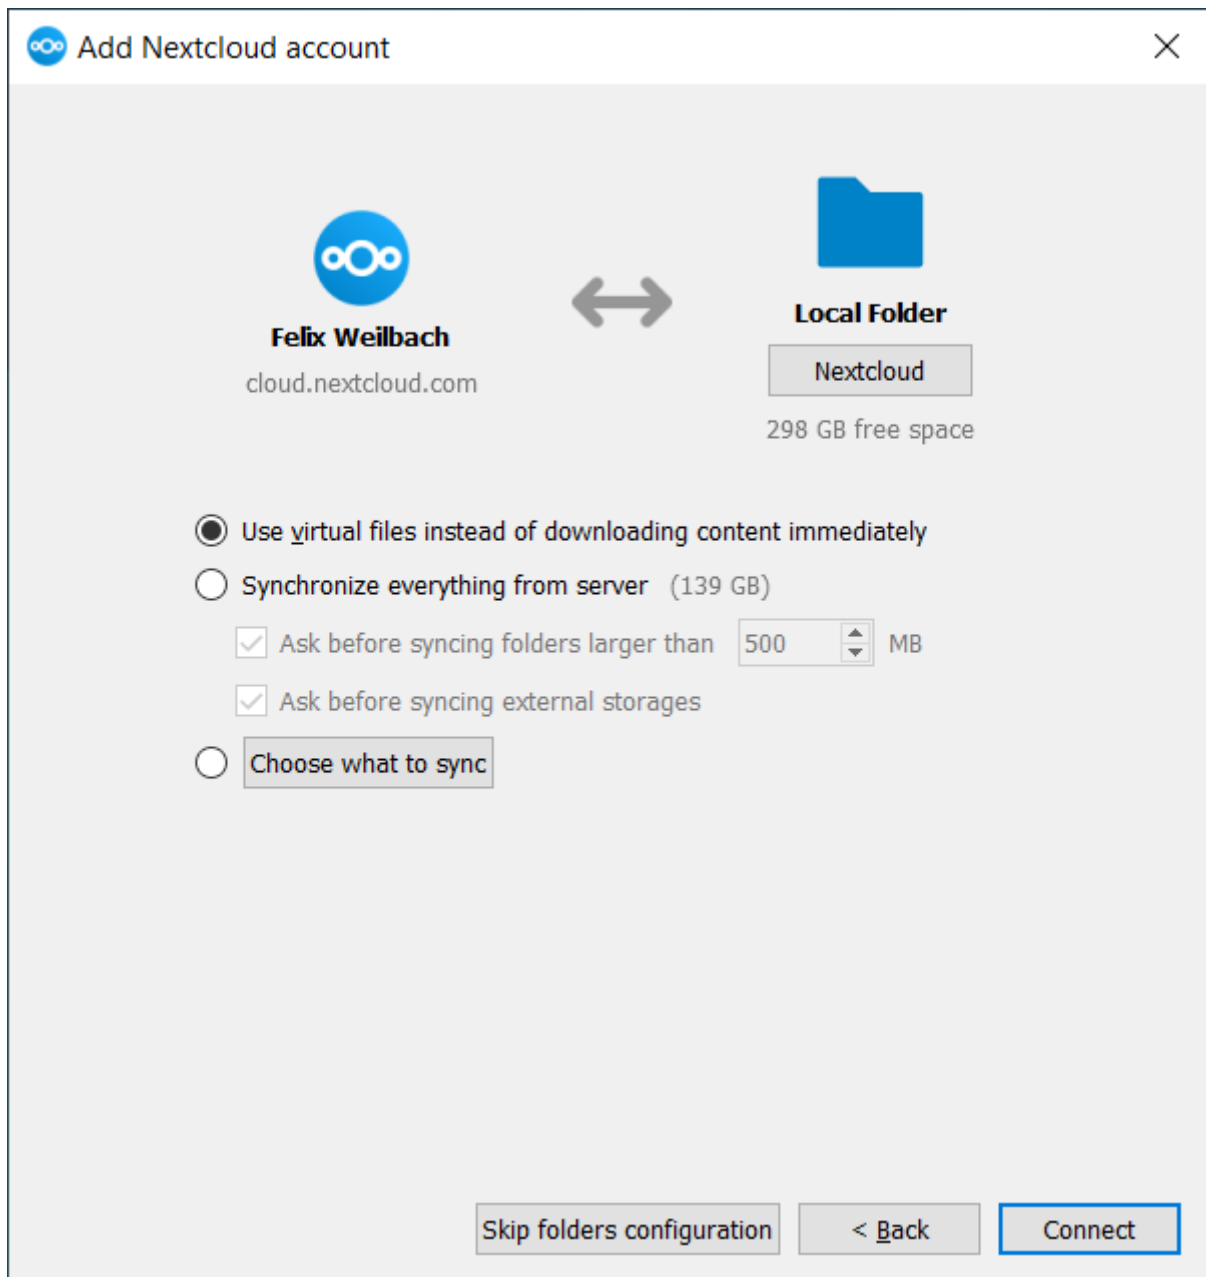 Add Nextcloud account
Felix Weilbach
cloud.nextcloud.com
Local Folder
Nextcloud
298 GB free space
Use virtual files instead of downloading content immediately
Synchronize everything from server (139 GB)
Ask before syncing folders larger than 500 MB
Ask before syncing external storages
Choose what to sync
Skip folders configuration < Back Connect